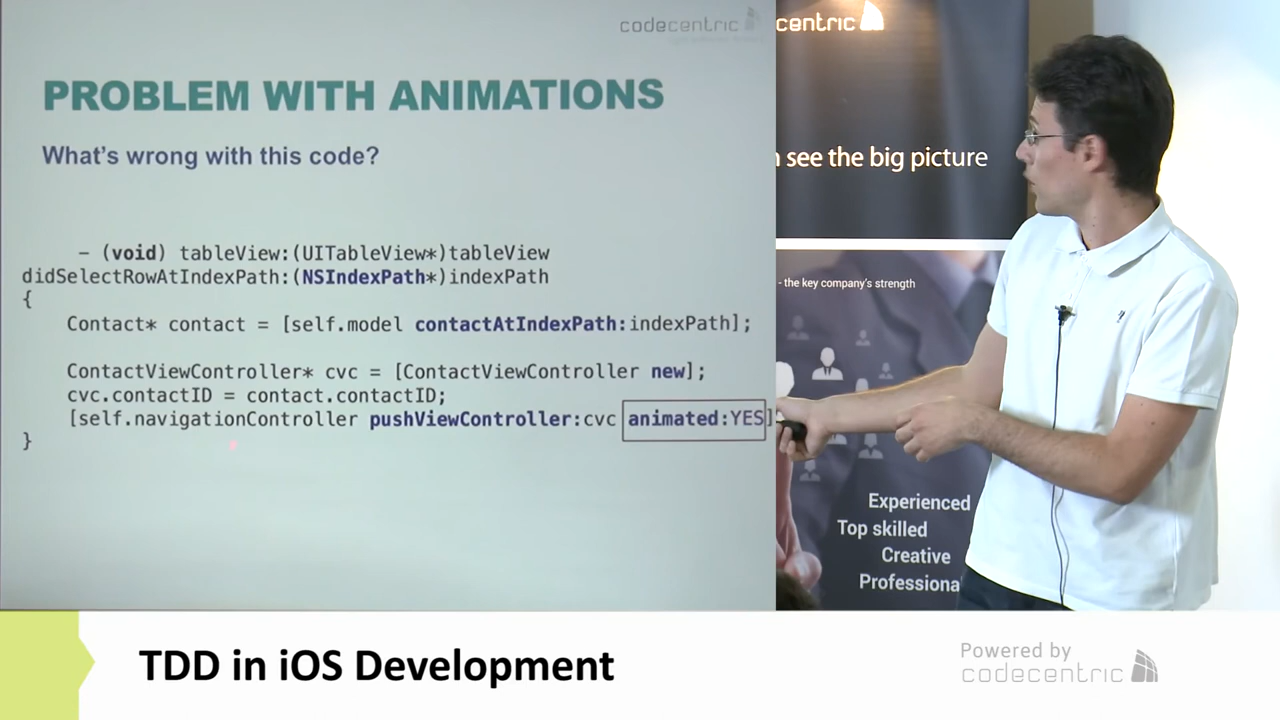 codecentric
PROBLEM WITH ANIMATIONS
What's wrong with this code?
– (void) tableView:(UITableView*)tableView
didSelectRowAtIndexPath:(NSIndexPath*)indexPath
{
Contact* contact = [self.model contactAtIndexPath:indexPath];
ContactViewController* cvc = [ContactViewController new];
cvc.contactID = contact.contactID;
[self.navigationController pushViewController:cvc animated:YES]
}
centric
see the big picture
- the key company's strength
Experienced
Top skilled
Creative
Professiona
TDD in iOS Development
Powered by
codecentric